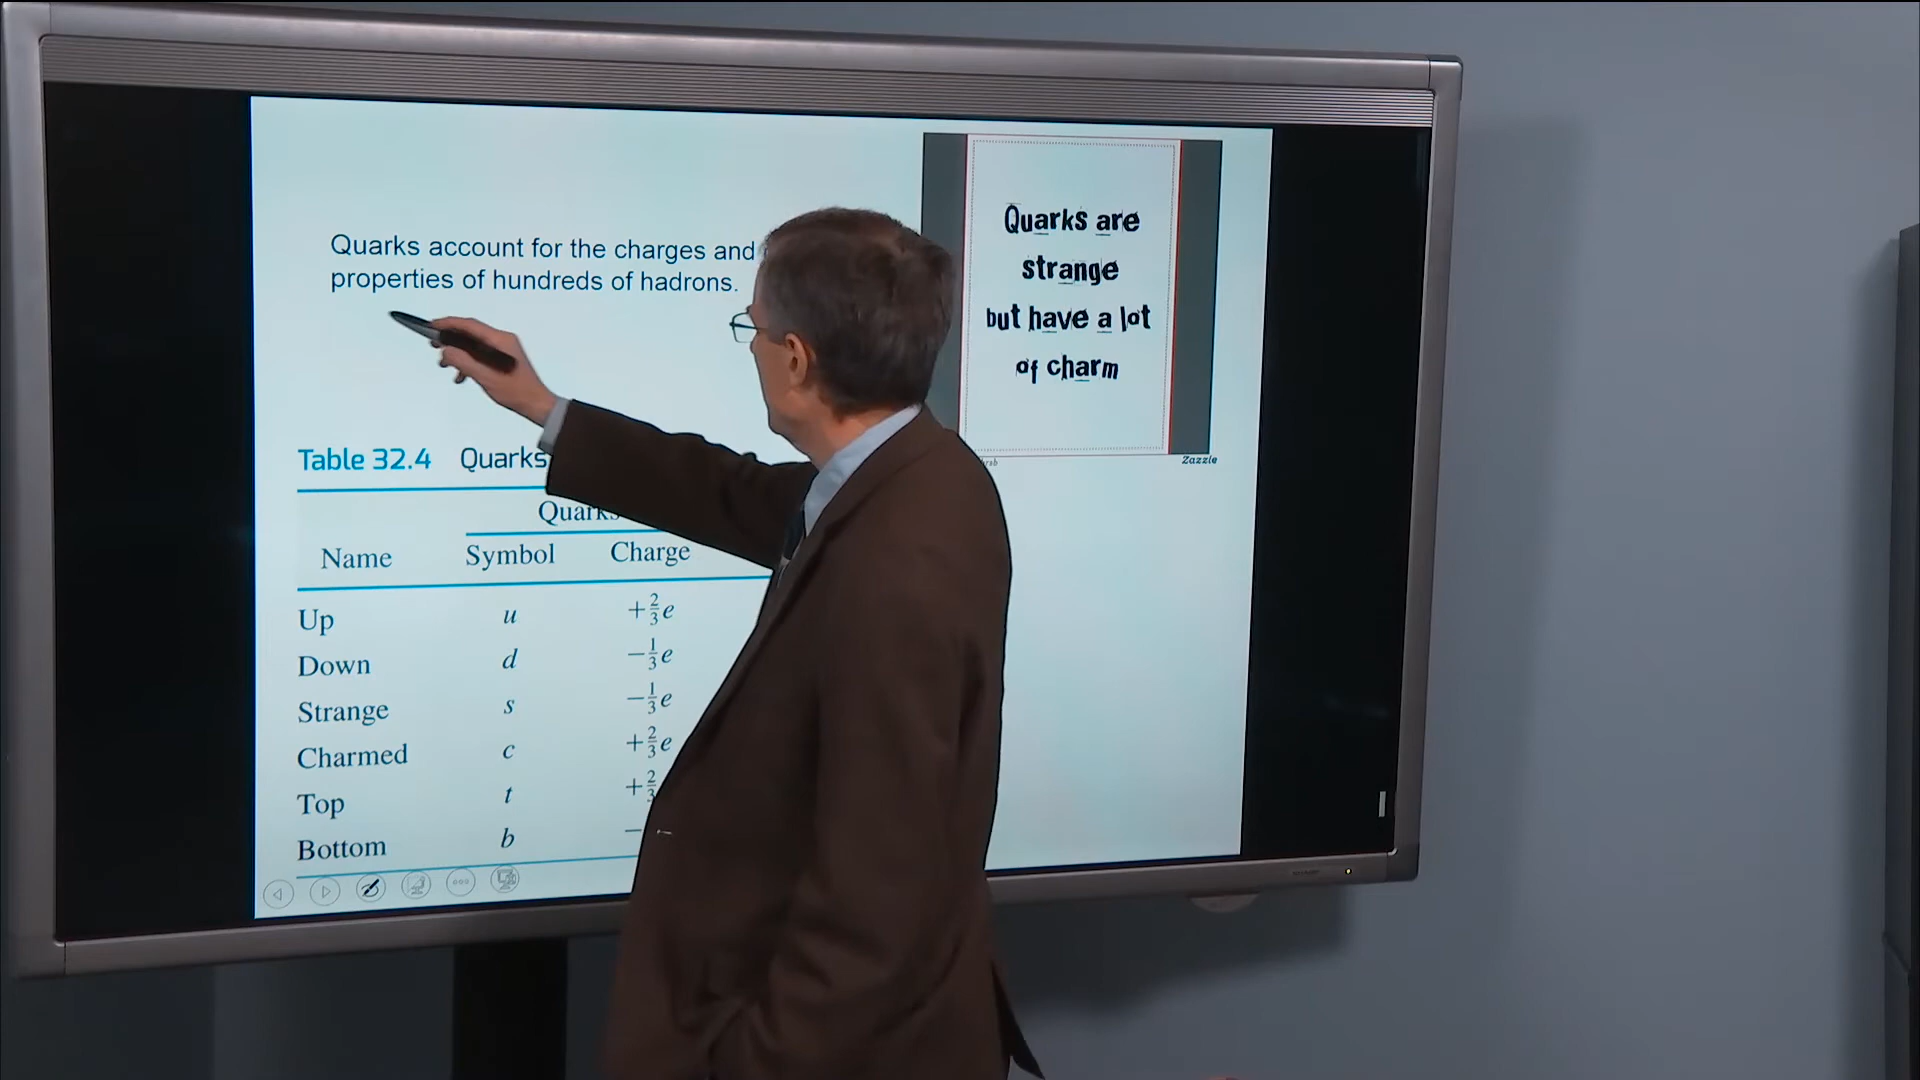 Quarks account for the charges and
properties of hundreds of hadrons.
Quarks are
strange
but have a lot
of charm
Zazzle
Table 32.4 Quarks
Name Symbol Charge
Up u +2/3e
Down d −1/3e
Strange s −1/3e
Charmed c +2/3e
Top t +2/3
Bottom b −